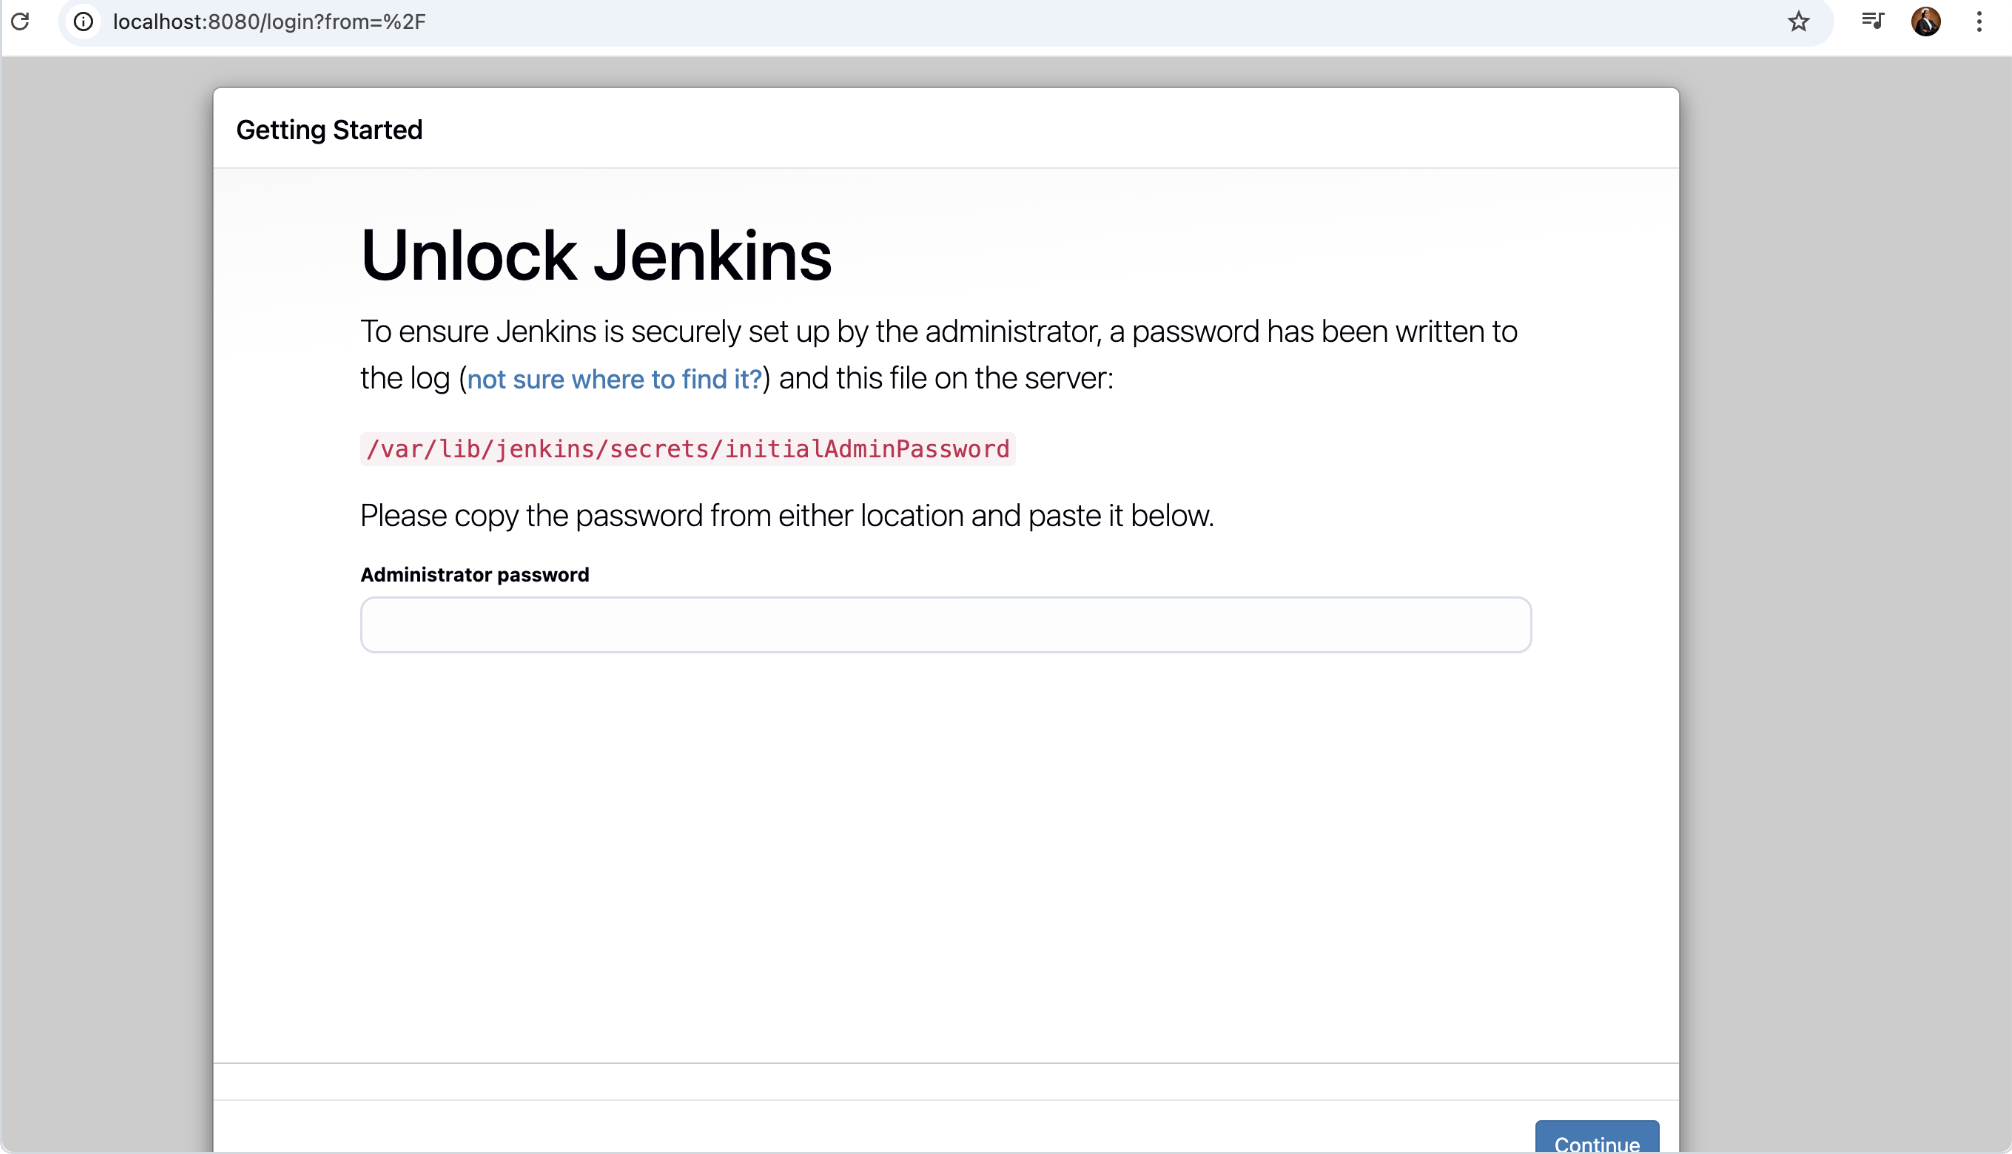 localhost:8080/login?from=%2F
Getting Started
Unlock Jenkins
To ensure Jenkins is securely set up by the administrator, a password has been written to
the log (not sure where to find it?) and this file on the server:
/var/lib/jenkins/secrets/initialAdminPassword
Please copy the password from either location and paste it below.
Administrator password
Continue